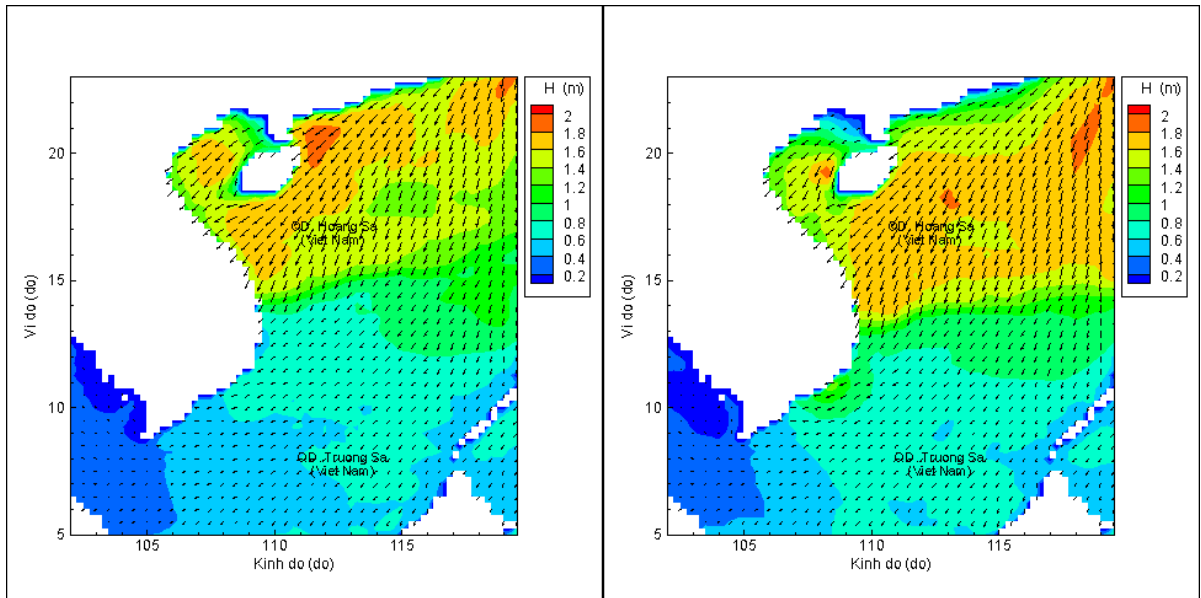 H (m)
2
1.8
1.6
1.4
1.2
1
0.8
0.6
0.4
0.2
20
15
10
5
Vi do (do)
QD. Hoang Sa
(Viet Nam)
QD. Truong Sa
(Viet Nam)
105
110
115
Kinh do (do)
H (m)
2
1.8
1.6
1.4
1.2
1
0.8
0.6
0.4
0.2
20
15
10
5
Vi do (do)
QD. Hoang Sa
(Viet Nam)
QD. Truong Sa
(Viet Nam)
105
110
115
Kinh do (do)